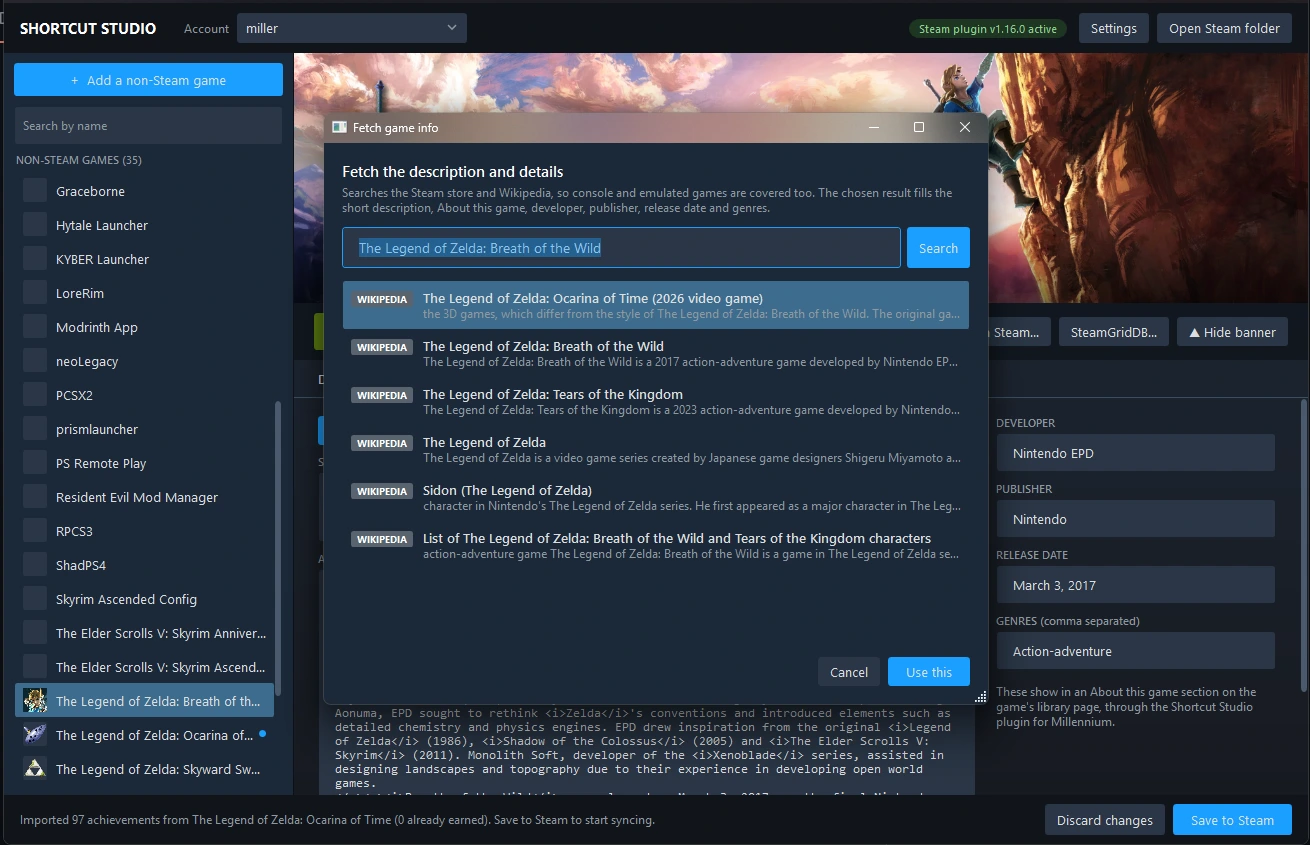 SHORTCUT STUDIO
Account
miller
Steam plugin v1.16.0 active
Settings
Open Steam folder
+ Add a non-Steam game
Search by name
NON-STEAM GAMES (35)
Graceborne
Hytale Launcher
KYBER Launcher
LoreRim
Modrinth App
neoLegacy
PCSX2
prismlauncher
PS Remote Play
Resident Evil Mod Manager
RPCS3
ShadPS4
Skyrim Ascended Config
The Elder Scrolls V: Skyrim Anniver...
The Elder Scrolls V: Skyrim Ascend...
The Legend of Zelda: Breath of th...
The Legend of Zelda: Ocarina of...
The Legend of Zelda: Skyward Sw...
Fetch game info
Fetch the description and details
Searches the Steam store and Wikipedia, so console and emulated games are covered too. The chosen result fills the
short description, About this game, developer, publisher, release date and genres.
The Legend of Zelda: Breath of the Wild
Search
WIKIPEDIA
The Legend of Zelda: Ocarina of Time (2026 video game)
the 3D games, which differ from the style of The Legend of Zelda: Breath of the Wild. The original ga...
WIKIPEDIA
The Legend of Zelda: Breath of the Wild
The Legend of Zelda: Breath of the Wild is a 2017 action-adventure game developed by Nintendo EP...
WIKIPEDIA
The Legend of Zelda: Tears of the Kingdom
The Legend of Zelda: Tears of the Kingdom is a 2023 action-adventure game developed by Nintendo...
WIKIPEDIA
The Legend of Zelda
The Legend of Zelda is a video game series created by Japanese game designers Shigeru Miyamoto a...
WIKIPEDIA
Sidon (The Legend of Zelda)
character in Nintendo's The Legend of Zelda series. He first appeared as a major character in The Leg...
WIKIPEDIA
List of The Legend of Zelda: Breath of the Wild and Tears of the Kingdom characters
action-adventure game The Legend of Zelda: Breath of the Wild is a game in The Legend of Zelda se...
Cancel
Use this
Steam...
SteamGridDB...
▲ Hide banner
DEVELOPER
Nintendo EPD
PUBLISHER
Nintendo
RELEASE DATE
March 3, 2017
GENRES (comma separated)
Action-adventure
These show in an About this game section on the
game's library page, through the Shortcut Studio
plugin for Millennium.
Aonuma, EPD sought to rethink <i>Zelda</i>'s conventions and introduced elements such as
detailed chemistry and physics engines. EPD drew inspiration from the original <i>Legend
of Zelda</i> (1986), <i>Shadow of the Colossus</i> (2005) and <i>The Elder Scrolls V:
Skyrim</i> (2011). Monolith Soft, developer of the <i>Xenoblade</i> series, assisted in
designing landscapes and topography due to their experience in developing open world
games.
Imported 97 achievements from The Legend of Zelda: Ocarina of Time (0 already earned). Save to Steam to start syncing.
Discard changes
Save to Steam